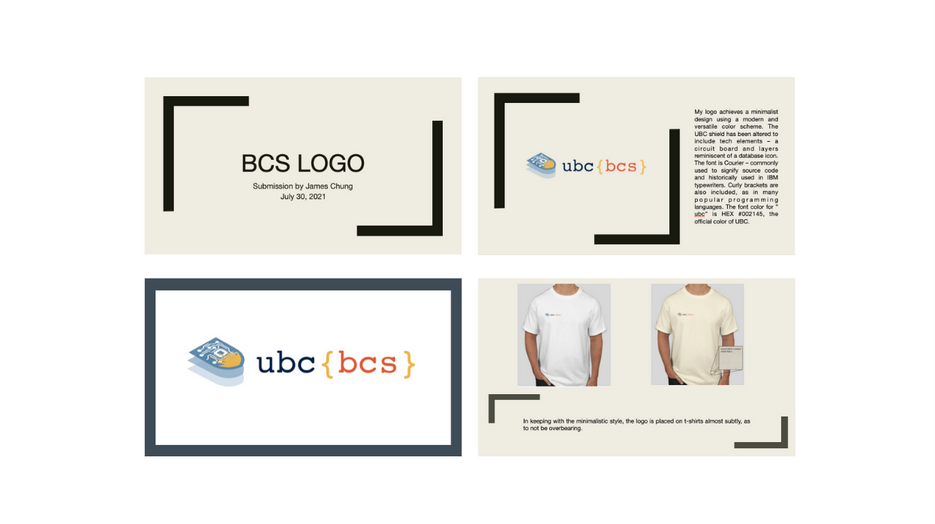 BCS LOGO
Submission by James Chung
July 30, 2021
ubc{bcs}
My logo achieves a minimalist
design using a modern and
versatile color scheme. The
UBC shield has been altered to
include tech elements – a
circuit board and layers
reminiscent of a database icon.
The font is Courier – commonly
used to signify source code
and historically used in IBM
typewriters. Curly brackets are
also included, as in many
popular programming
languages. The font color for "
ubc" is HEX #002145, the
official color of UBC.
ubc{bcs}
In keeping with the minimalistic style, the logo is placed on t-shirts almost subtly, as
to not be overbearing.